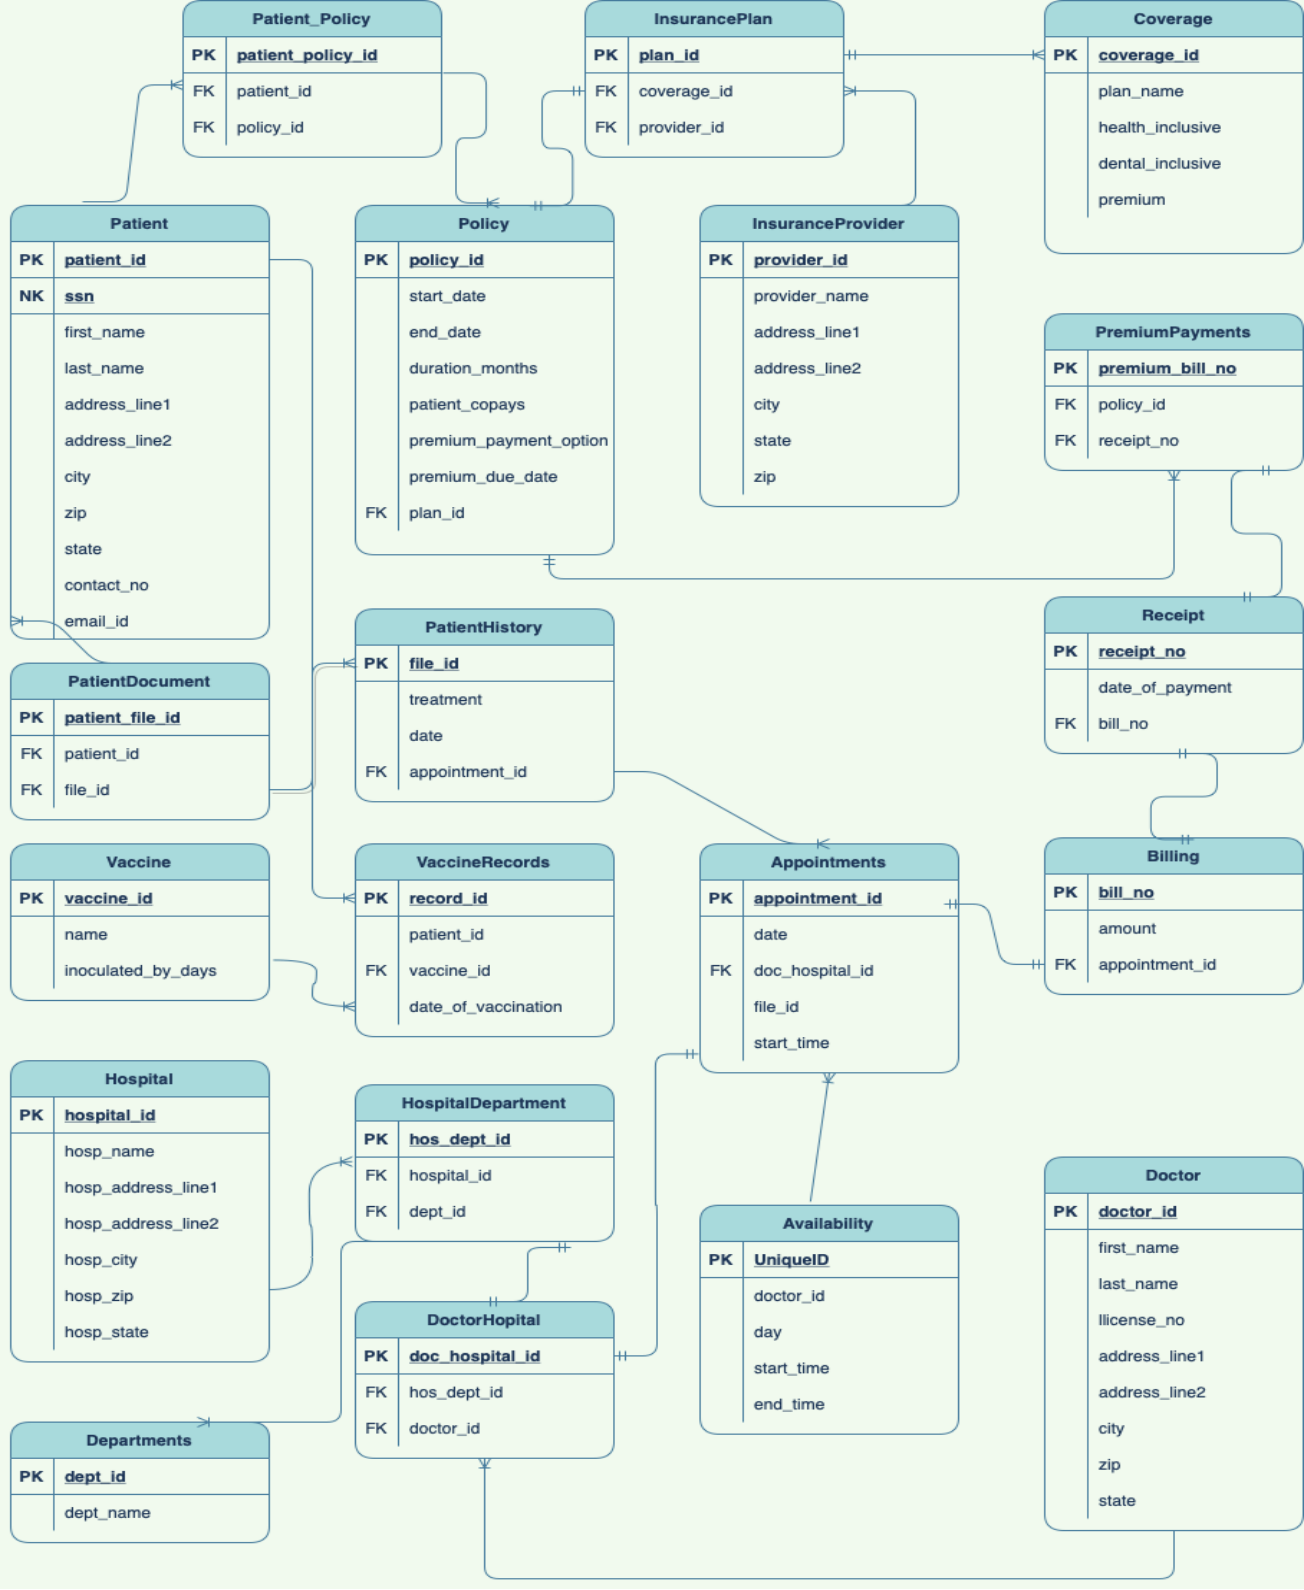 Patient_Policy
PK patient_policy_id
FK patient_id
FK policy_id
InsurancePlan
PK plan_id
FK coverage_id
FK provider_id
Coverage
PK coverage_id
plan_name
health_inclusive
dental_inclusive
premium
Patient
PK patient_id
NK ssn
first_name
last_name
address_line1
address_line2
city
zip
state
contact_no
email_id
Policy
PK policy_id
start_date
end_date
duration_months
patient_copays
premium_payment_option
premium_due_date
FK plan_id
InsuranceProvider
PK provider_id
provider_name
address_line1
address_line2
city
state
zip
PremiumPayments
PK premium_bill_no
FK policy_id
FK receipt_no
PatientDocument
PK patient_file_id
FK patient_id
FK file_id
PatientHistory
PK file_id
treatment
date
FK appointment_id
Receipt
PK receipt_no
date_of_payment
FK bill_no
Vaccine
PK vaccine_id
name
inoculated_by_days
VaccineRecords
PK record_id
patient_id
FK vaccine_id
date_of_vaccination
Appointments
PK appointment_id
date
FK doc_hospital_id
file_id
start_time
Billing
PK bill_no
amount
FK appointment_id
Hospital
PK hospital_id
hosp_name
hosp_address_line1
hosp_address_line2
hosp_city
hosp_zip
hosp_state
HospitalDepartment
PK hos_dept_id
FK hospital_id
FK dept_id
DoctorHopital
PK doc_hospital_id
FK hos_dept_id
FK doctor_id
Availability
PK UniqueID
doctor_id
day
start_time
end_time
Doctor
PK doctor_id
first_name
last_name
llicense_no
address_line1
address_line2
city
zip
state
Departments
PK dept_id
dept_name